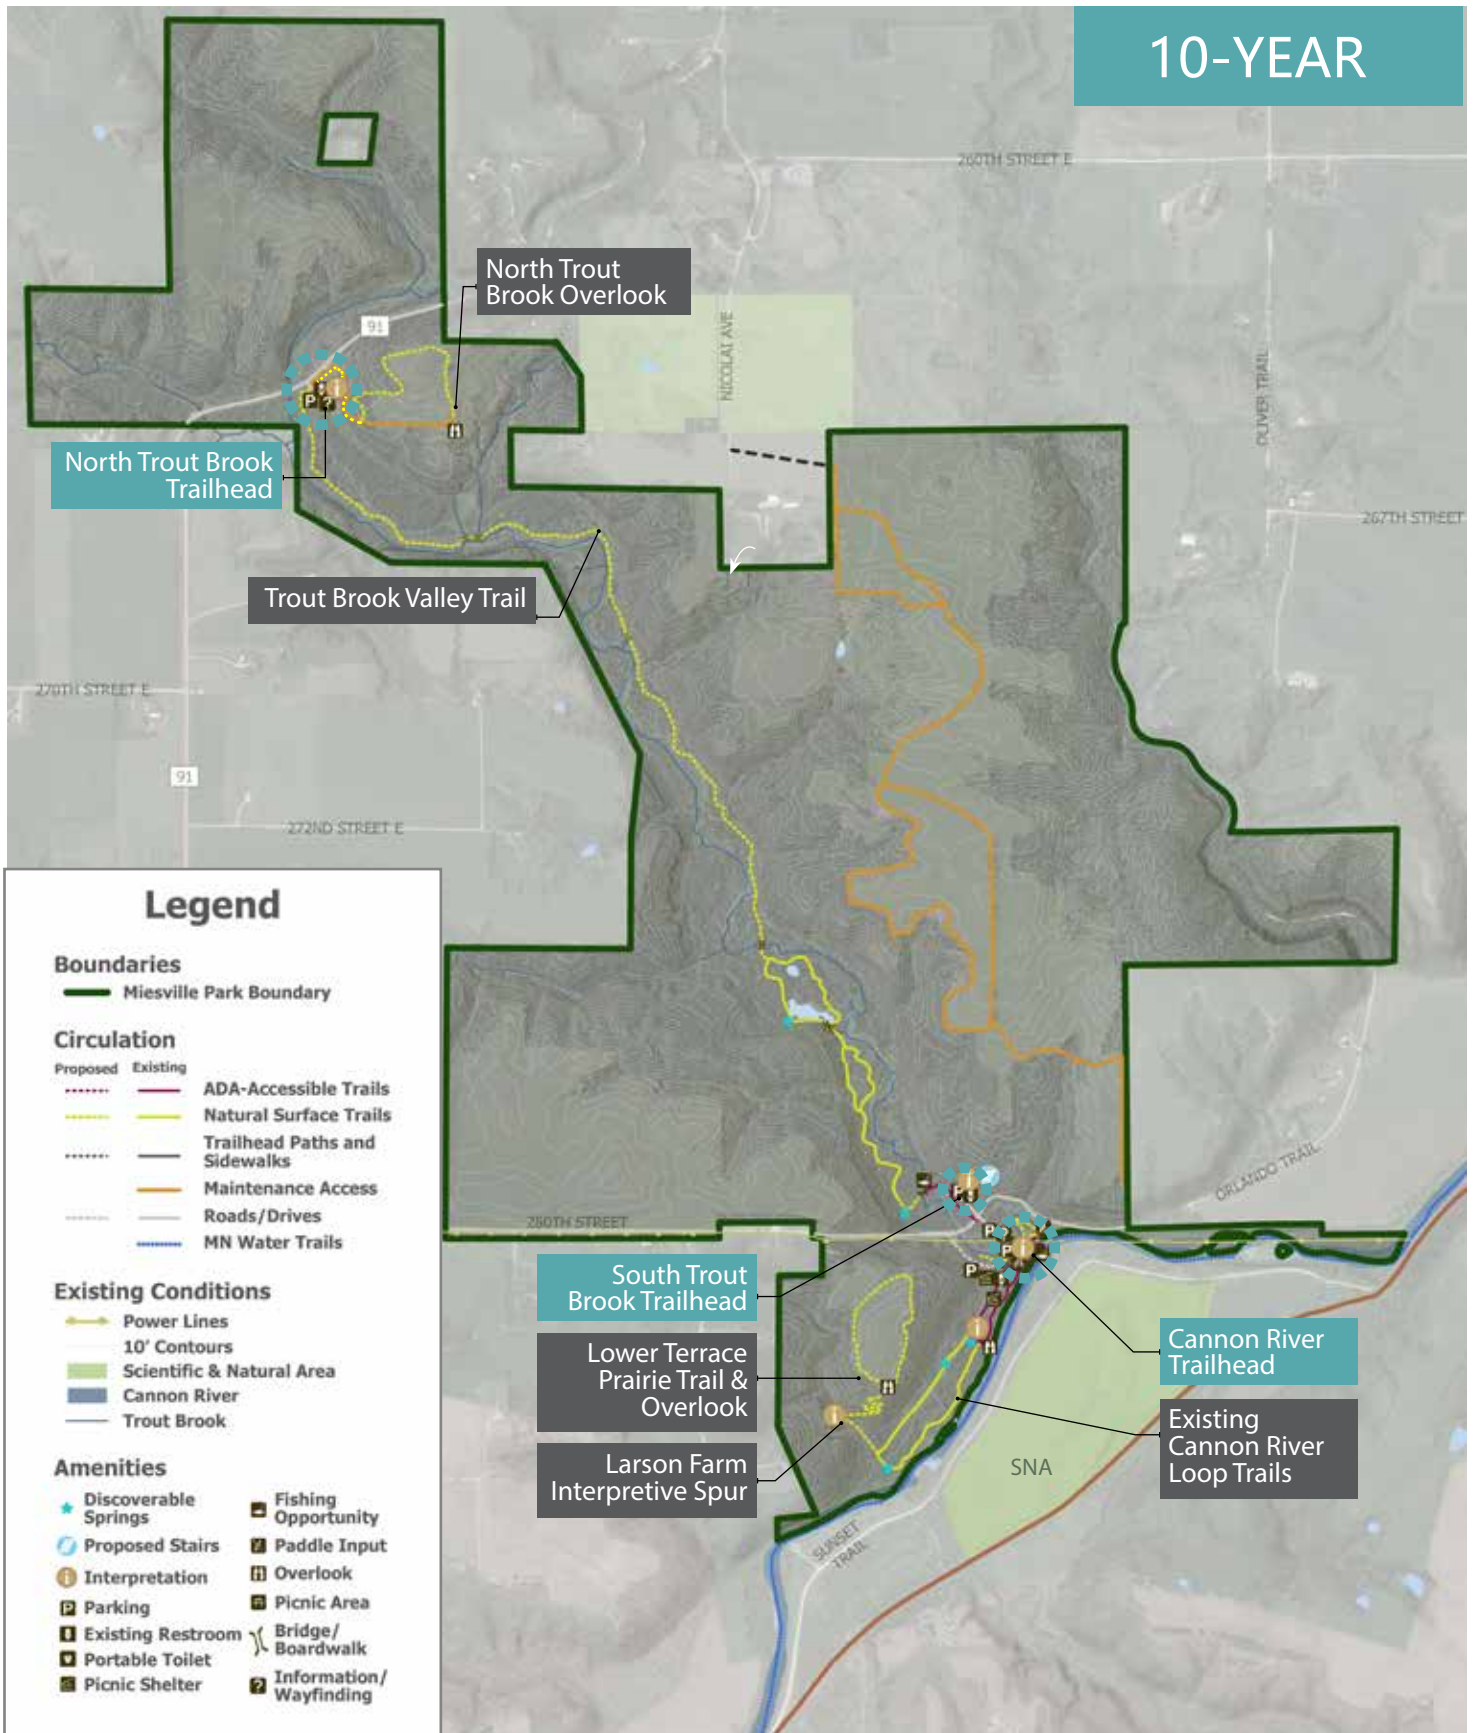 10-YEAR
260TH STREET E
North Trout
Brook Overlook
91
NICOLAI AVE
OLIVER TRAIL
P
?
North Trout Brook
Trailhead
267TH STREET
Trout Brook Valley Trail
270TH STREET E
91
272ND STREET E
Legend
Boundaries
Miesville Park Boundary
Circulation
Proposed Existing
ADA-Accessible Trails
Natural Surface Trails
Trailhead Paths and
Sidewalks
Maintenance Access
Roads/Drives
MN Water Trails
Existing Conditions
Power Lines
10' Contours
Scientific & Natural Area
Cannon River
Trout Brook
Amenities
Discoverable
Springs
Proposed Stairs
Interpretation
Parking
Existing Restroom
Portable Toilet
Picnic Shelter
Fishing
Opportunity
Paddle Input
Overlook
Picnic Area
Bridge/
Boardwalk
Information/
Wayfinding
ORLANDO TRAIL
280TH STREET
P
P
P
South Trout
Brook Trailhead
Lower Terrace
Prairie Trail &
Overlook
Larson Farm
Interpretive Spur
Cannon River
Trailhead
Existing
Cannon River
Loop Trails
SNA
SUNSET
TRAIL